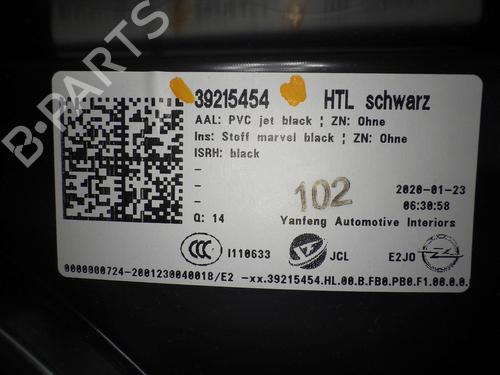 B-PARTS
39215454 HTL schwarz
AAL: PVC jet black ¦ ZN: Ohne
Ins: Stoff marvel black ¦ ZN: Ohne
ISRH: black
-
-
-
-
102
2020-01-23
06:30:58
Q: 14
Yanfeng Automotive Interiors
CCC
I110633
JCL
E2JO
0000000724-2001230040018/E2 -xx.39215454.HL.00.B.FB0.PB0.F1.00.0.0.